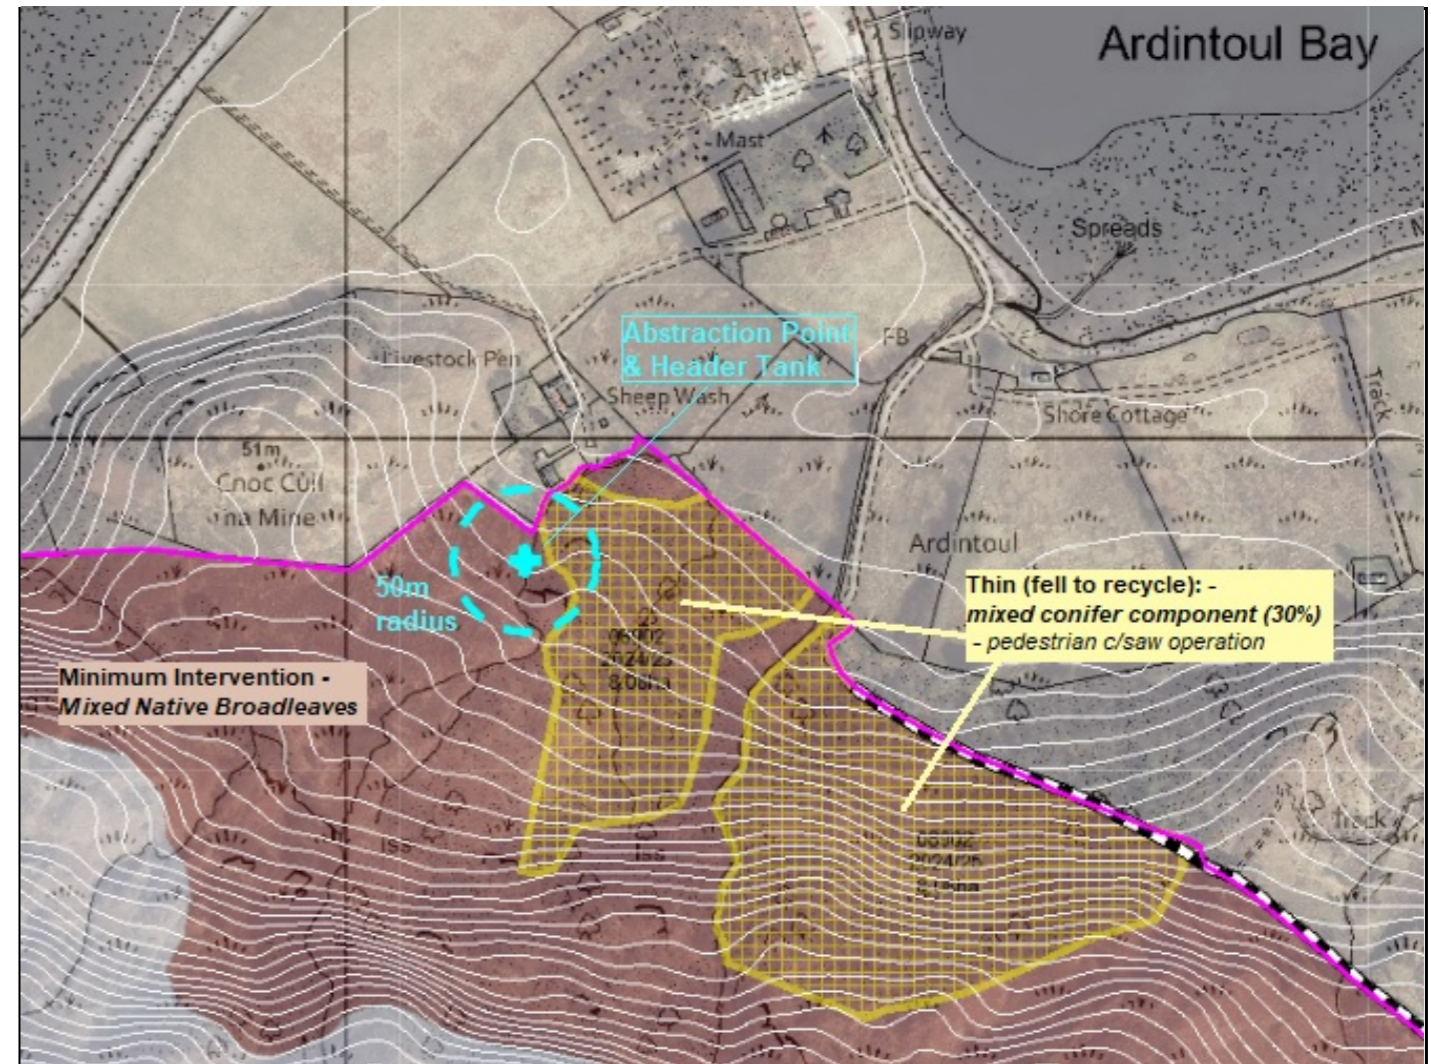 Slipway
Ardintoul Bay
Track
Mast
Spreads
Abstraction Point
& Header Tank
FB
Livestock Pen
Sheep Wash
Shore Cottage
Track
51m
Cnoc Cùil
na Mine
Ardintoul
50m
radius
Thin (fell to recycle): -
mixed conifer component (30%)
- pedestrian c/saw operation
Minimum Intervention -
Mixed Native Broadleaves
Iss
Iss
Track